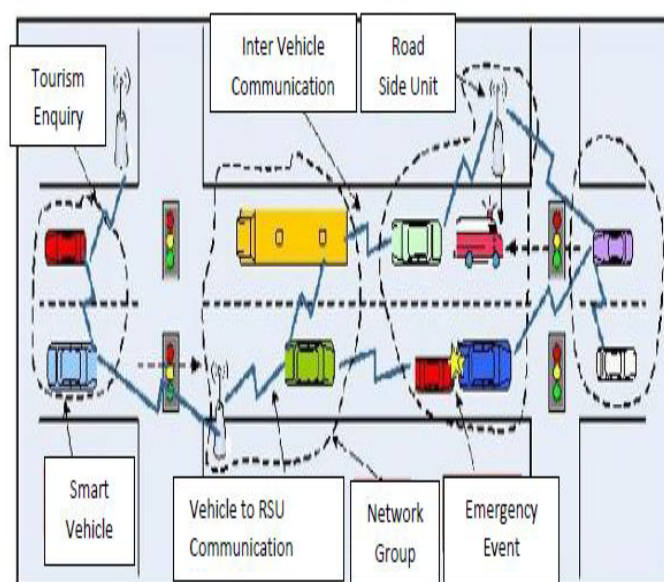 Tourism
Enquiry
Inter Vehicle
Communication
Road
Side Unit
Smart
Vehicle
Vehicle to RSU
Communication
Network
Group
Emergency
Event